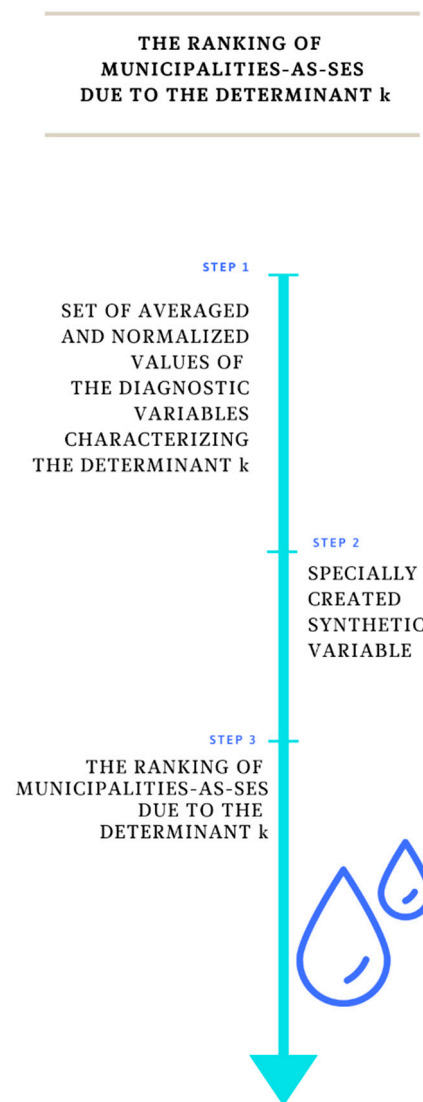 THE RANKING OF
MUNICIPALITIES-AS-SES
DUE TO THE DETERMINANT k
STEP 1
SET OF AVERAGED
AND NORMALIZED
VALUES OF
THE DIAGNOSTIC
VARIABLES
CHARACTERIZING
THE DETERMINANT k
STEP 2
SPECIALLY
CREATED
SYNTHETIC
VARIABLE
STEP 3
THE RANKING OF
MUNICIPALITIES-AS-SES
DUE TO THE
DETERMINANT k